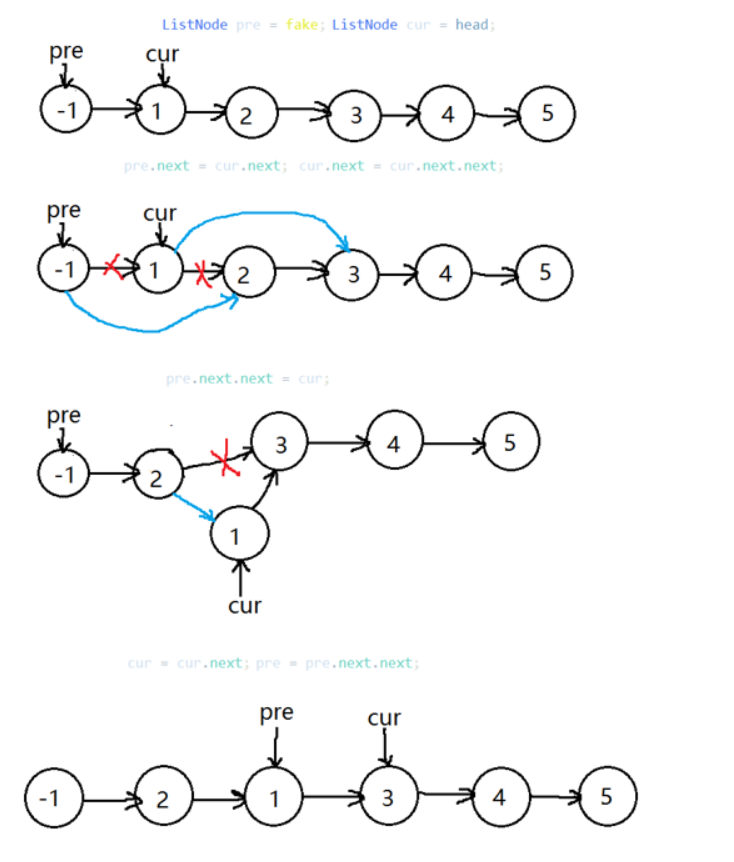 ListNode pre = fake; ListNode cur = head;
pre cur
-1 1 2 3 4 5
pre.next = cur.next; cur.next = cur.next.next;
pre cur
-1 1 2 3 4 5
pre.next.next = cur;
pre
-1 2 3 4 5
1
cur
cur = cur.next; pre = pre.next.next;
pre cur
-1 2 1 3 4 5